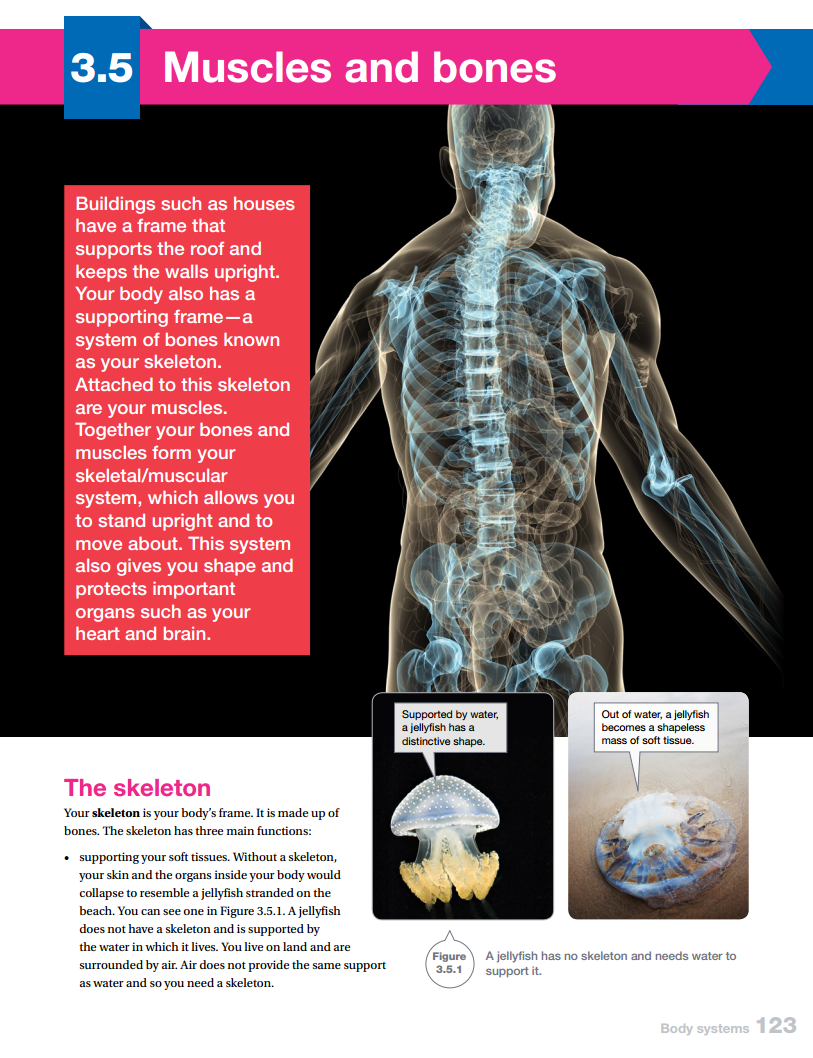 3.5 Muscles and bones
Buildings such as houses
have a frame that
supports the roof and
keeps the walls upright.
Your body also has a
supporting frame—a
system of bones known
as your skeleton.
Attached to this skeleton
are your muscles.
Together your bones and
muscles form your
skeletal/muscular
system, which allows you
to stand upright and to
move about. This system
also gives you shape and
protects important
organs such as your
heart and brain.
The skeleton
Your skeleton is your body's frame. It is made up of
bones. The skeleton has three main functions:
• supporting your soft tissues. Without a skeleton,
your skin and the organs inside your body would
collapse to resemble a jellyfish stranded on the
beach. You can see one in Figure 3.5.1. A jellyfish
does not have a skeleton and is supported by
the water in which it lives. You live on land and are
surrounded by air. Air does not provide the same support
as water and so you need a skeleton.
Supported by water,
a jellyfish has a
distinctive shape.
Out of water, a jellyfish
becomes a shapeless
mass of soft tissue.
Figure
3.5.1
A jellyfish has no skeleton and needs water to
support it.
Body systems 123